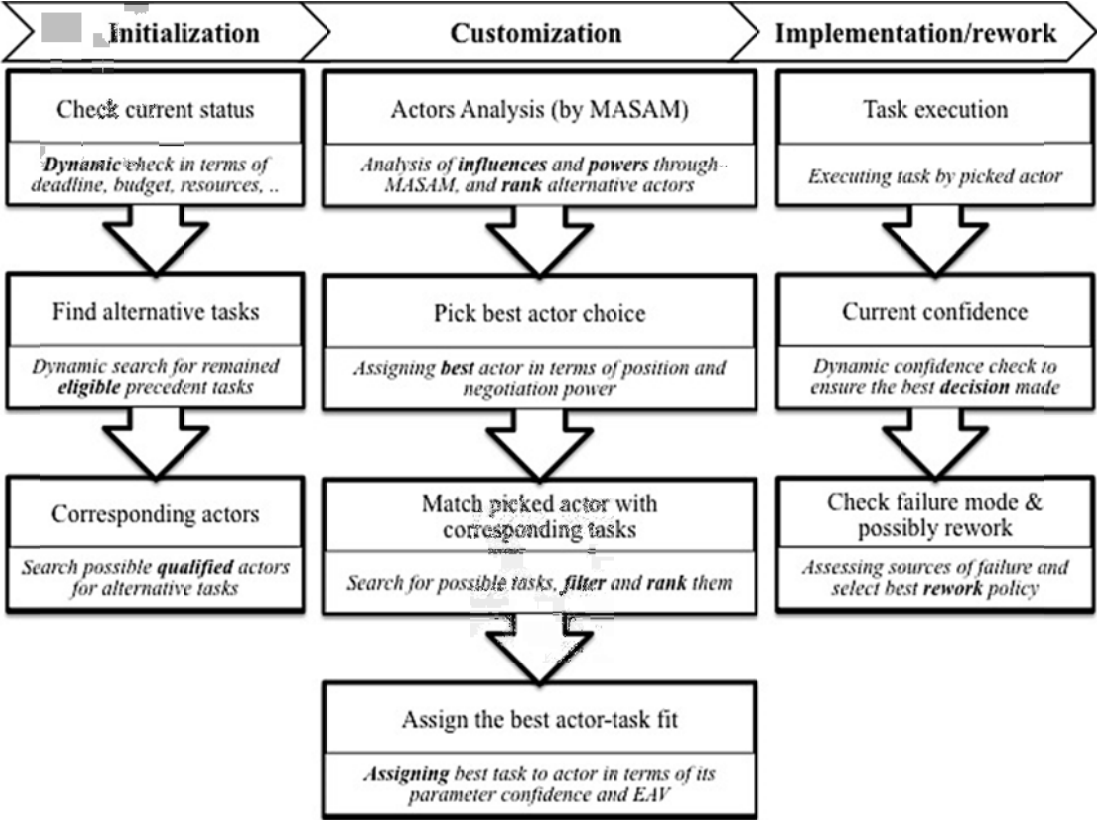 Initialization
Customization
Implementation/rework
Check current status
Dynamic check in terms of
deadline, budget, resources, ..
Find alternative tasks
Dynamic search for remained
eligible precedent tasks
Corresponding actors
Search possible qualified actors
for alternative tasks
Actors Analysis (by MASAM)
Analysis of influences and powers through
MASAM, and rank alternative actors
Pick best actor choice
Assigning best actor in terms of position and
negotiation power
Match picked actor with
corresponding tasks
Search for possible tasks, filter and rank them
Assign the best actor-task fit
Assigning best task to actor in terms of its
parameter confidence and EAV
Task execution
Executing task by picked actor
Current confidence
Dynamic confidence check to
ensure the best decision made
Check failure mode &
possibly rework
Assessing sources of failure and
select best rework policy